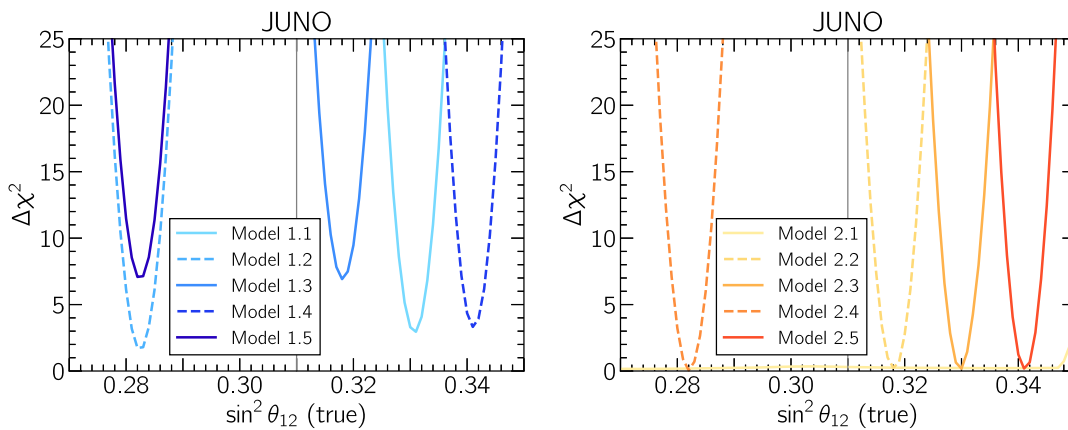 JUNO
25
20
15
10
5
0
Δχ²
0.28 0.30 0.32 0.34
sin² θ₁₂ (true)
Model 1.1
Model 1.2
Model 1.3
Model 1.4
Model 1.5
JUNO
25
20
15
10
5
0
Δχ²
0.28 0.30 0.32 0.34
sin² θ₁₂ (true)
Model 2.1
Model 2.2
Model 2.3
Model 2.4
Model 2.5